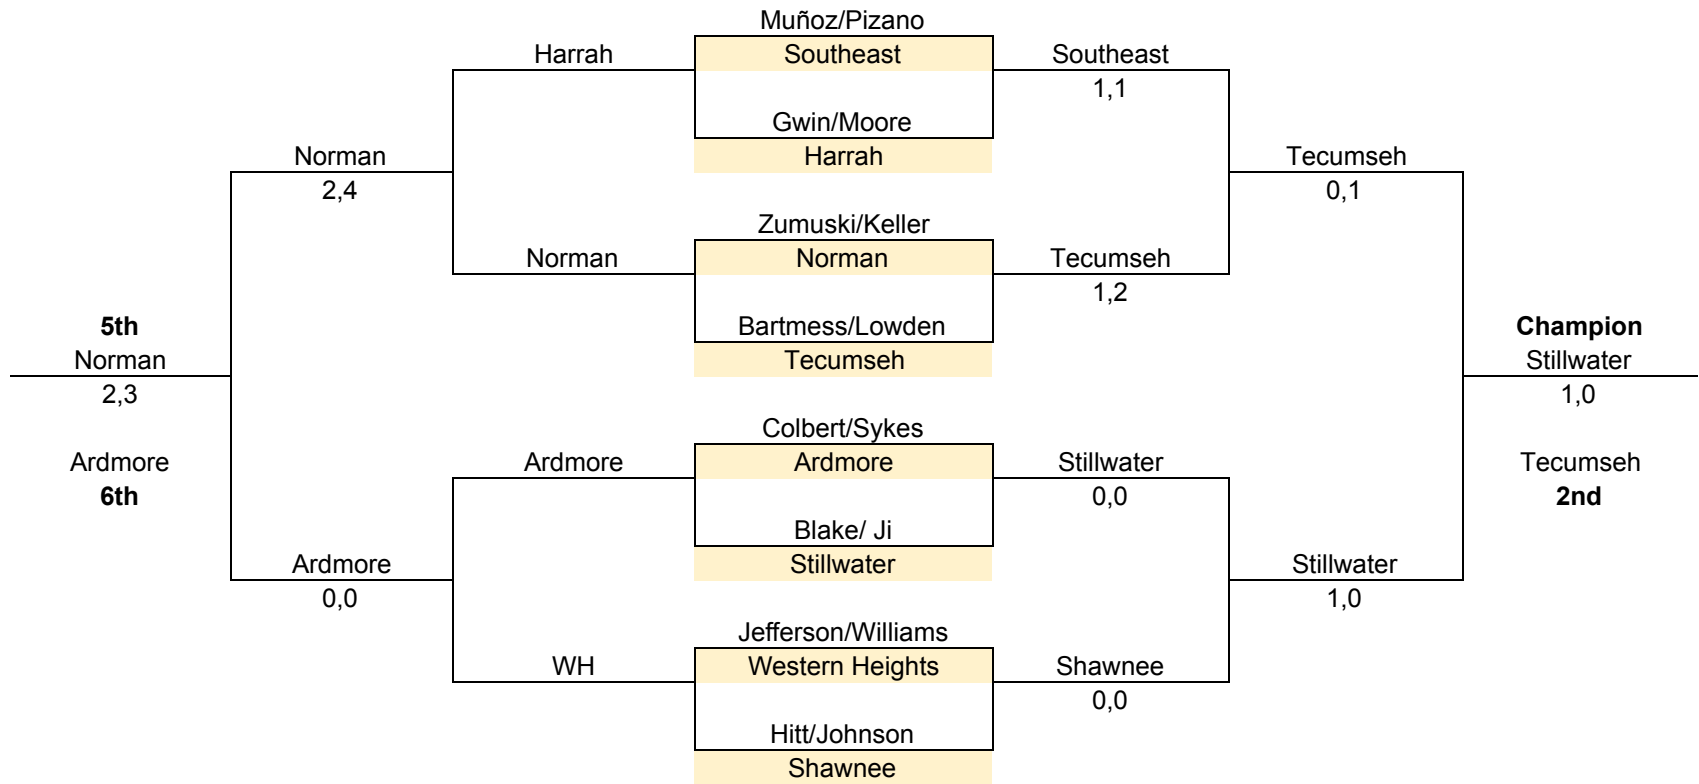 Muñoz/Pizano
Harrah Southeast Southeast
1,1
Gwin/Moore
Norman Harrah Tecumseh
2,4 0,1
Zumuski/Keller
Norman Norman Tecumseh
1,2
5th Bartmess/Lowden Champion
Norman Tecumseh Stillwater
2,3 1,0
Colbert/Sykes
Ardmore Ardmore Ardmore Stillwater Tecumseh
6th 0,0 2nd
Blake/ Ji
Ardmore Stillwater Stillwater
0,0 1,0
Jefferson/Williams
WH Western Heights Shawnee
0,0
Hitt/Johnson
Shawnee